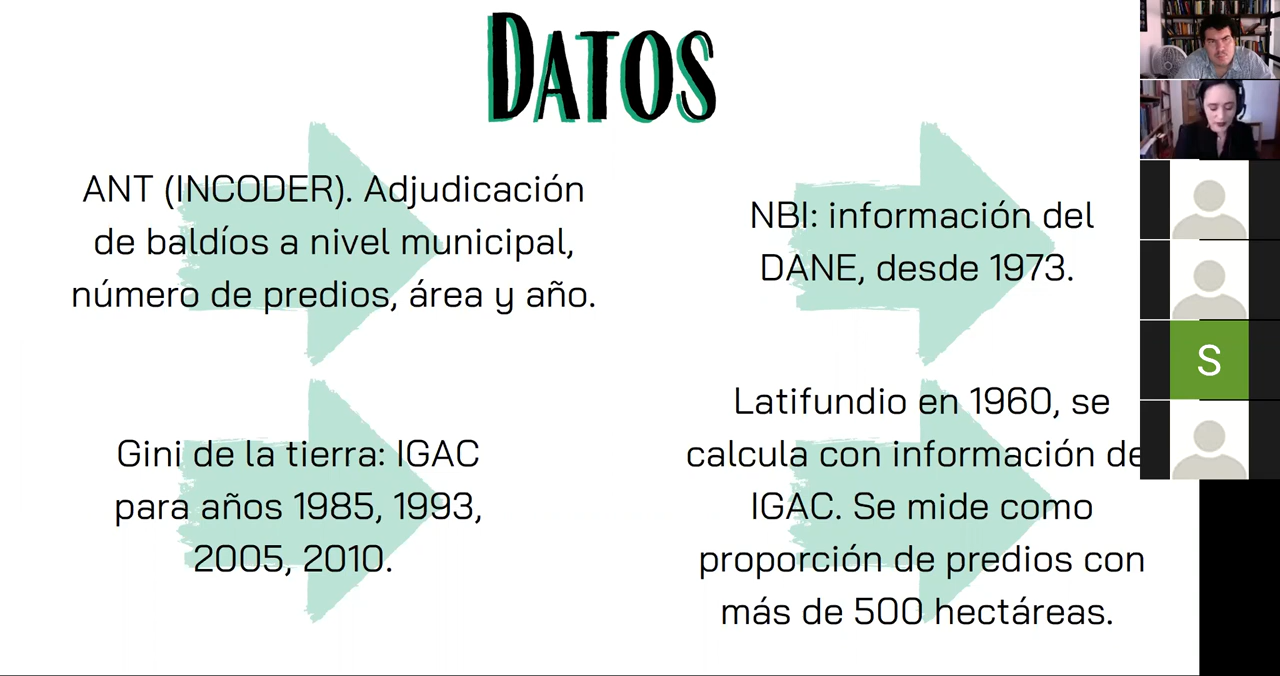 DATOS
ANT (INCODER). Adjudicación
de baldíos a nivel municipal,
número de predios, área y año.
NBI: información del
DANE, desde 1973.
Gini de la tierra: IGAC
para años 1985, 1993,
2005, 2010.
Latifundio en 1960, se
calcula con información de
IGAC. Se mide como
proporción de predios con
más de 500 hectáreas.
S